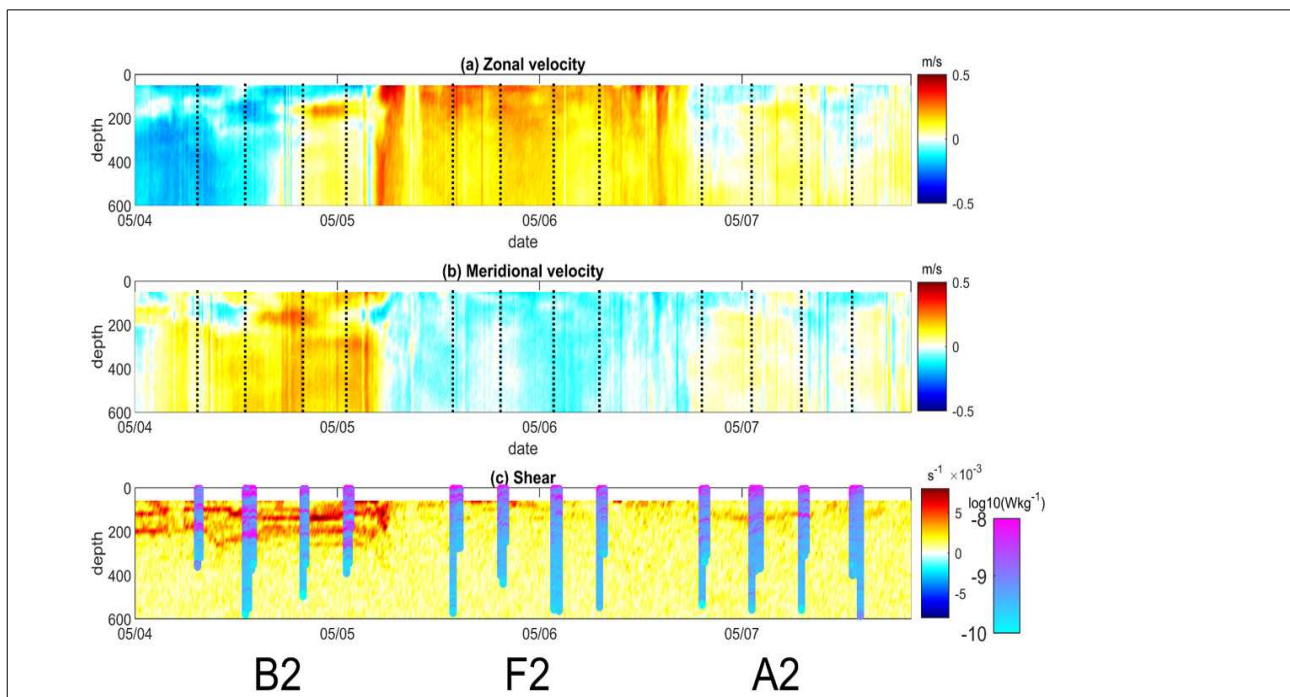 (a) Zonal velocity
m/s
0
200
400
600
depth
05/04 05/05 05/06 05/07
date
0.5
0
-0.5
(b) Meridional velocity
m/s
0
200
400
600
depth
05/04 05/05 05/06 05/07
date
0.5
0
-0.5
(c) Shear
s⁻¹ ×10⁻³
0
200
400
600
depth
05/04 05/05 05/06 05/07
5
0
-5
log10(Wkg⁻¹)
-8
-9
-10
B2 F2 A2